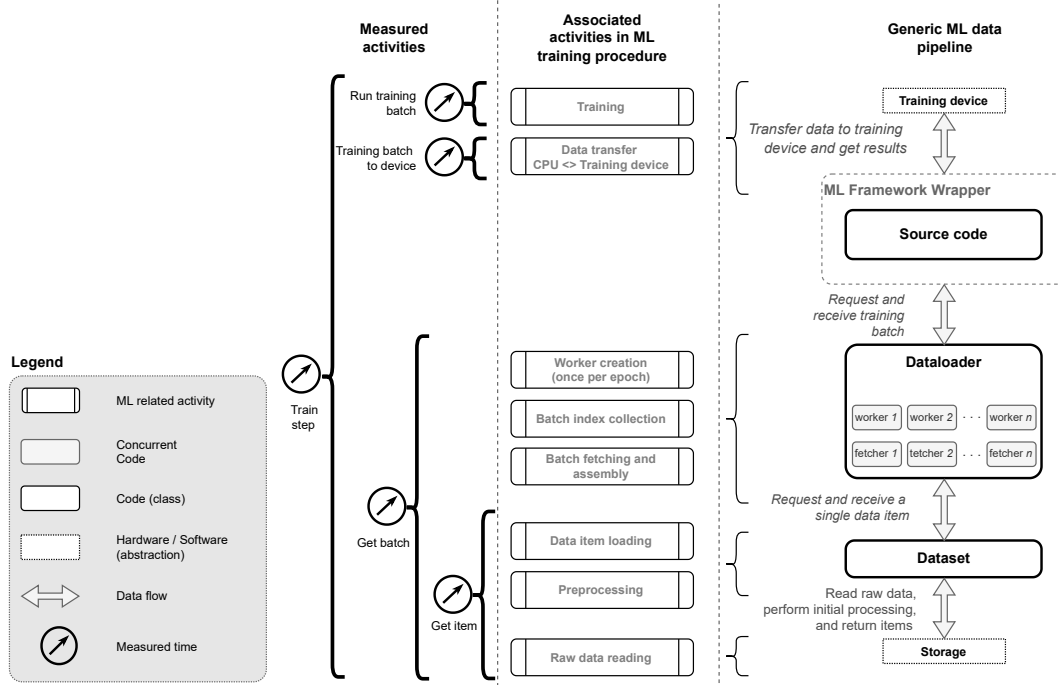 Measured
activities
Associated
activities in ML
training procedure
Generic ML data
pipeline
Run training
batch
Training
Training device
Training batch
to device
Data transfer
CPU <> Training device
Transfer data to training
device and get results
ML Framework Wrapper
Source code
Request and
receive training
batch
Train
step
Get batch
Worker creation
(once per epoch)
Batch index collection
Batch fetching and
assembly
Dataloader
worker 1
worker 2
. . .
worker n
fetcher 1
tetcher 2
. . .
fetcher n
Request and receive a
single data item
Get item
Data item loading
Preprocessing
Dataset
Read raw data,
perform initial processing,
and return items
Raw data reading
Storage
Legend
ML related activity
Concurrent
Code
Code (class)
Hardware / Software
(abstraction)
Data flow
Measured time